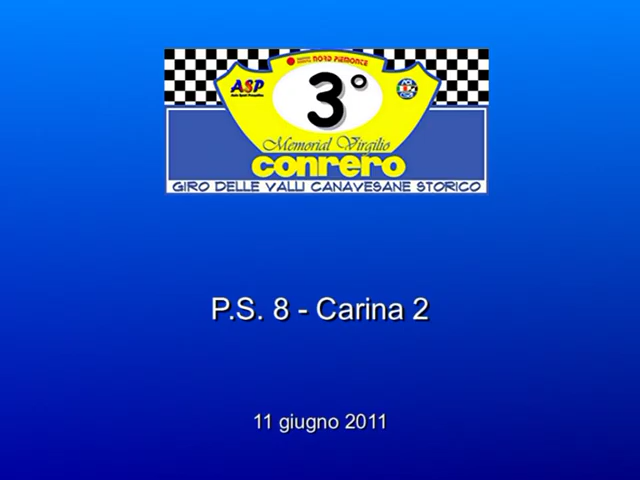 NORD PIEMONTE
ASP
3°
Memorial Virgilio
conrero
GIRO DELLE VALLI CANAVESANE STORICO
P.S. 8 - Carina 2
11 giugno 2011